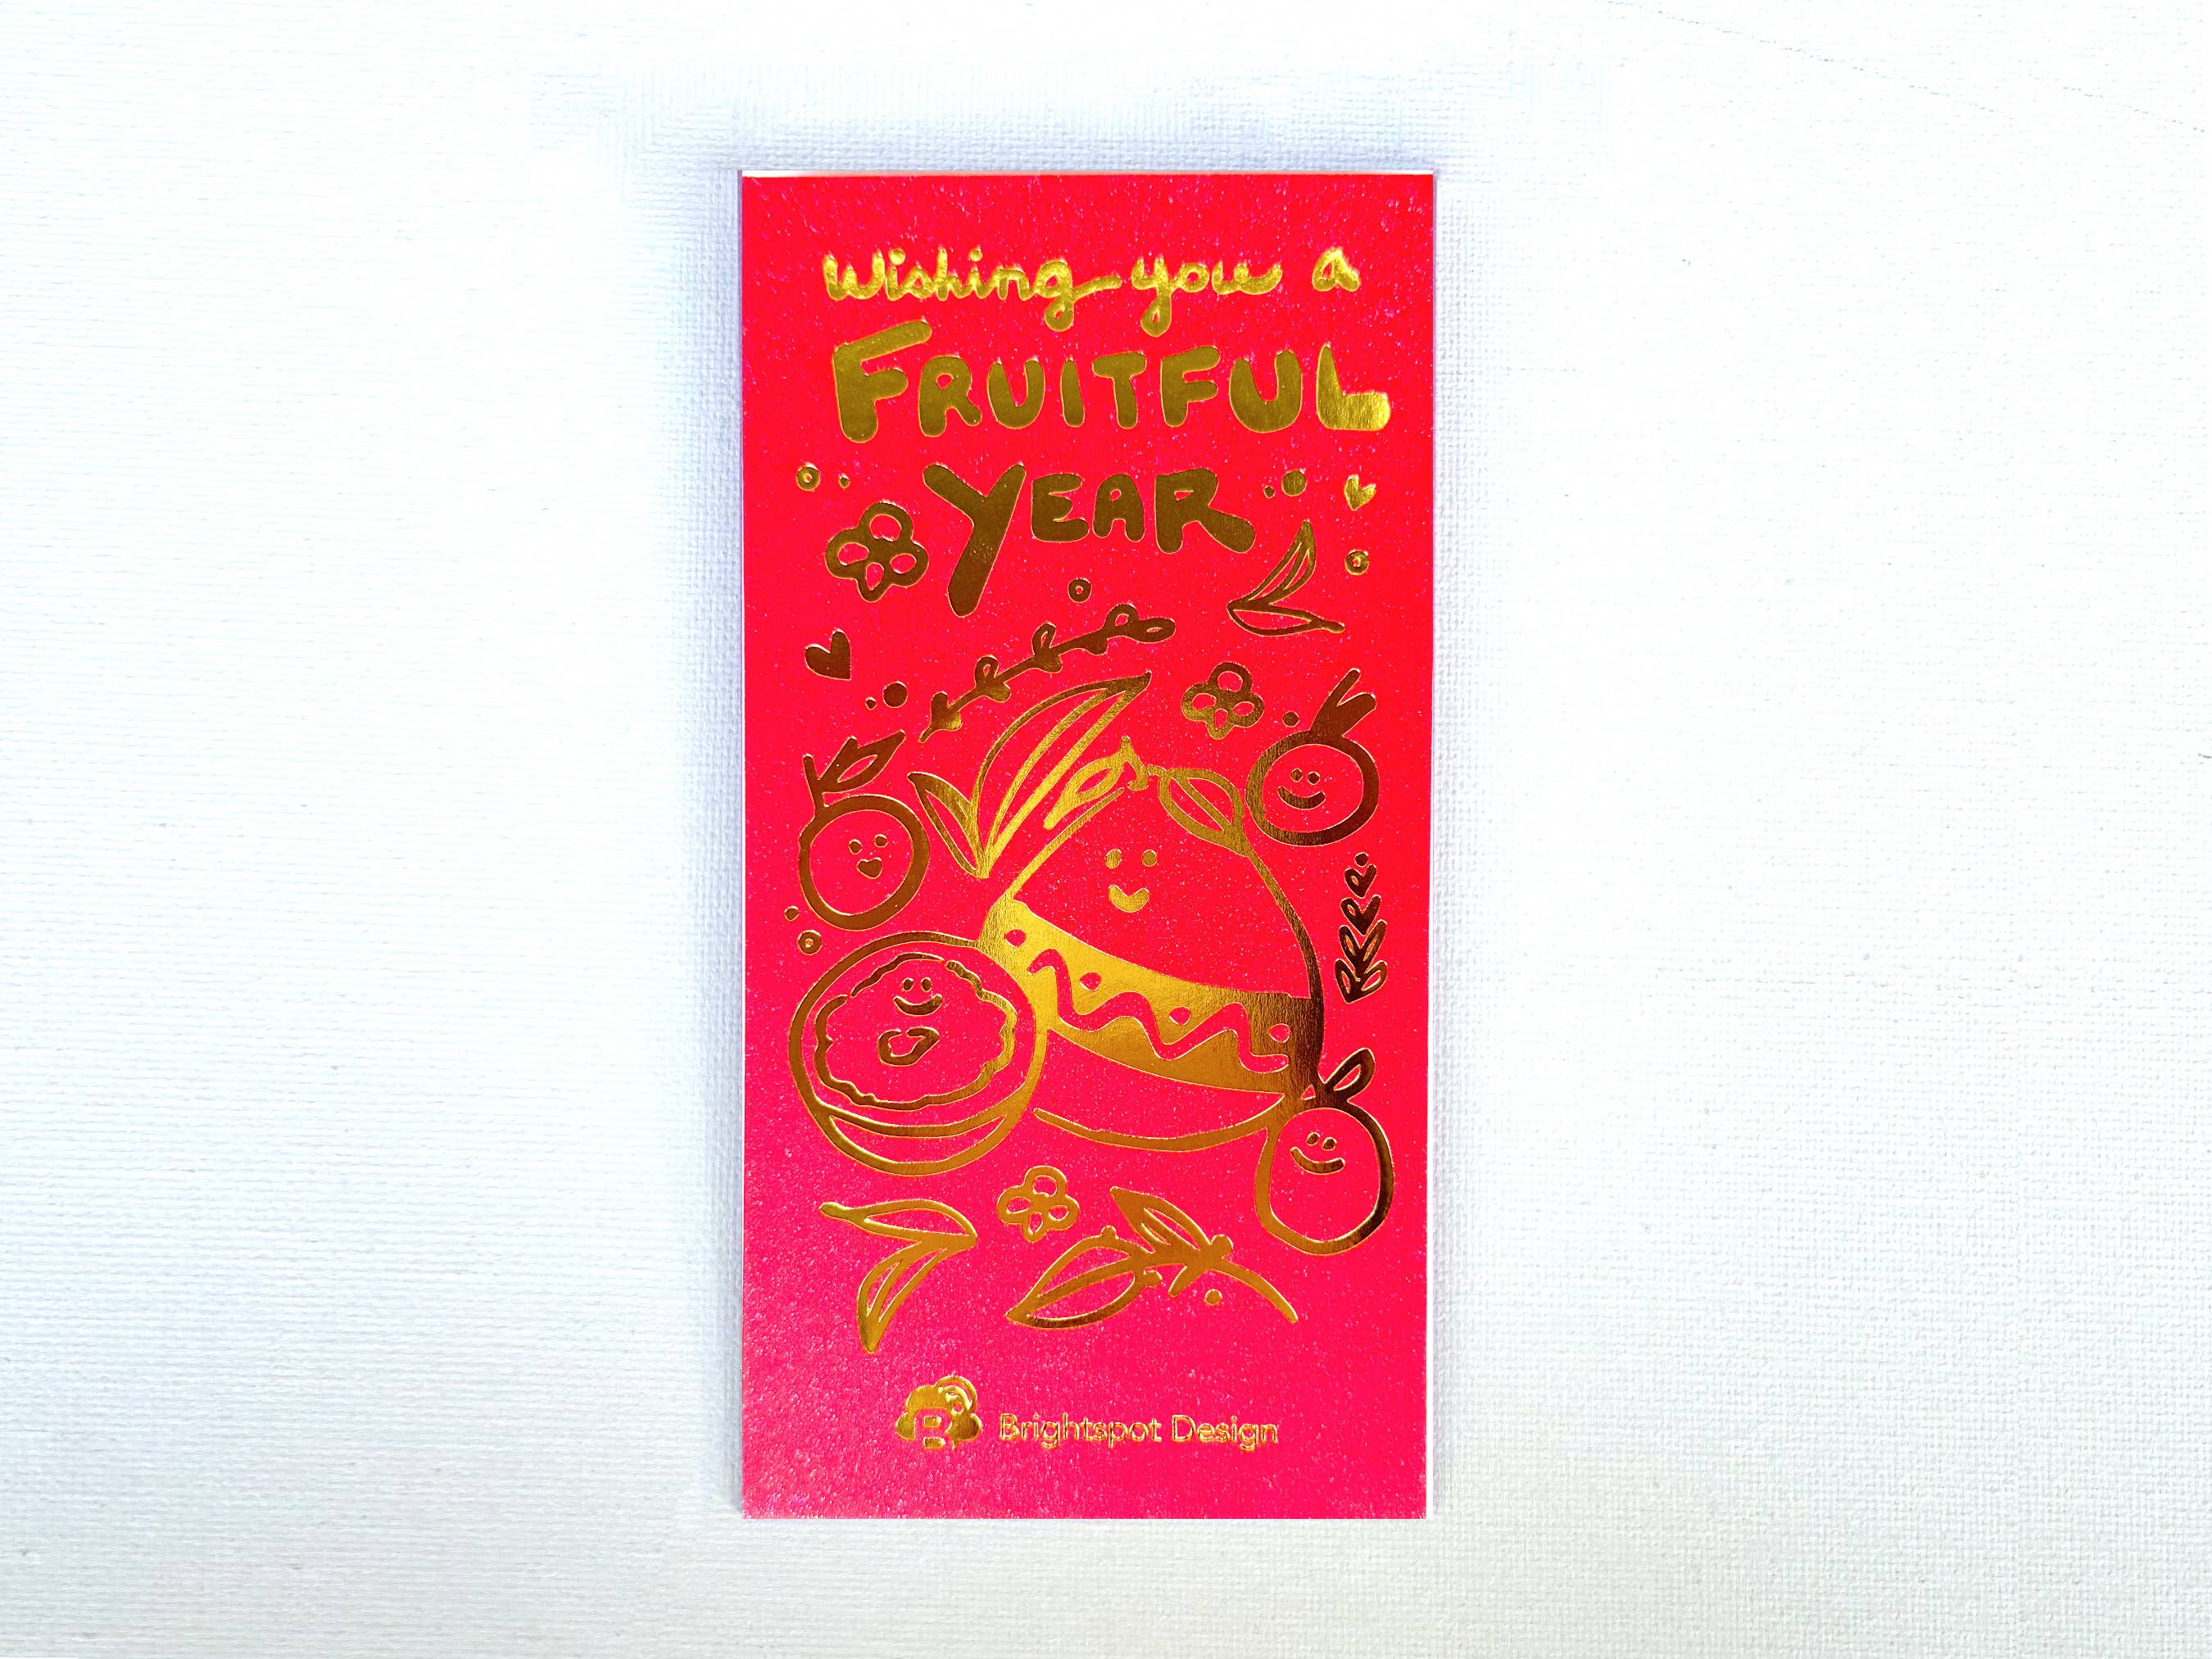 Wishing you a
FRUITFUL
YEAR
B Brightspot Design